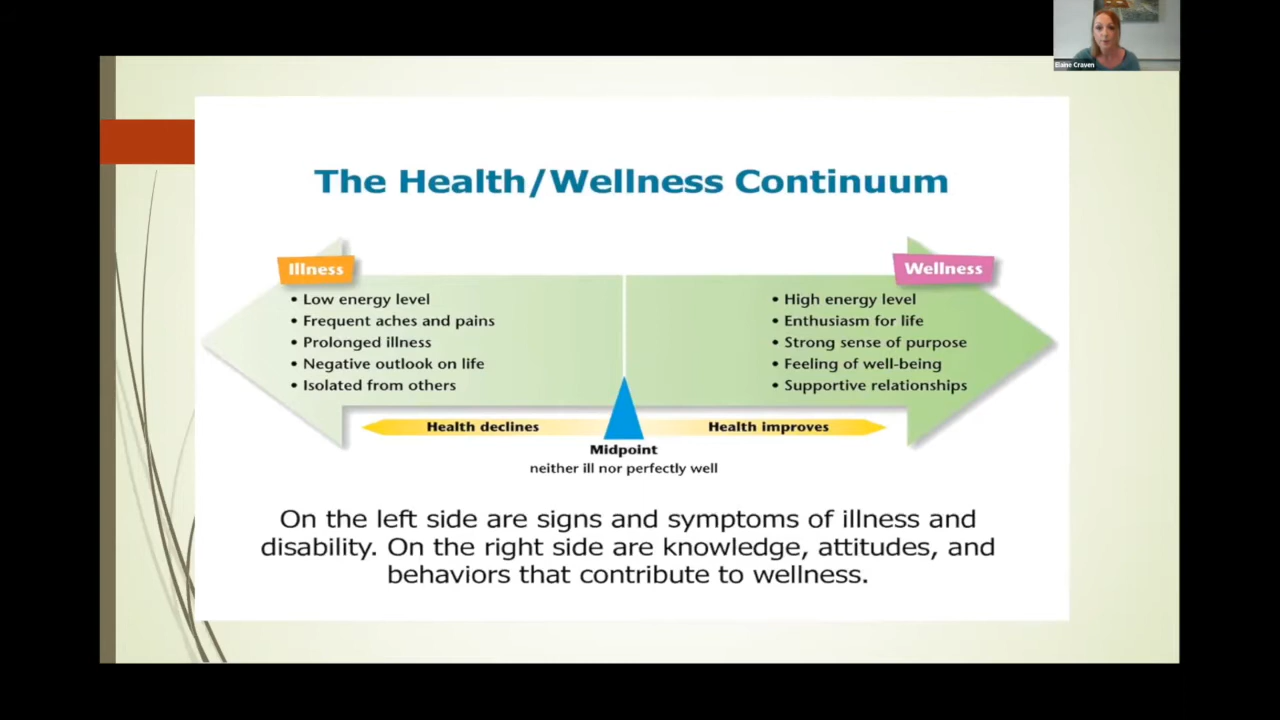 Elaine Craven
The Health/Wellness Continuum
Illness
• Low energy level
• Frequent aches and pains
• Prolonged illness
• Negative outlook on life
• Isolated from others
Wellness
• High energy level
• Enthusiasm for life
• Strong sense of purpose
• Feeling of well-being
• Supportive relationships
Health declines
Health improves
Midpoint
neither ill nor perfectly well
On the left side are signs and symptoms of illness and
disability. On the right side are knowledge, attitudes, and
behaviors that contribute to wellness.